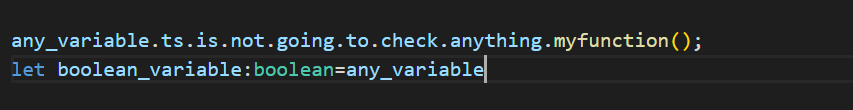 any_variable.ts.is.not.going.to.check.anything.myfunction();
let boolean_variable:boolean=any_variable